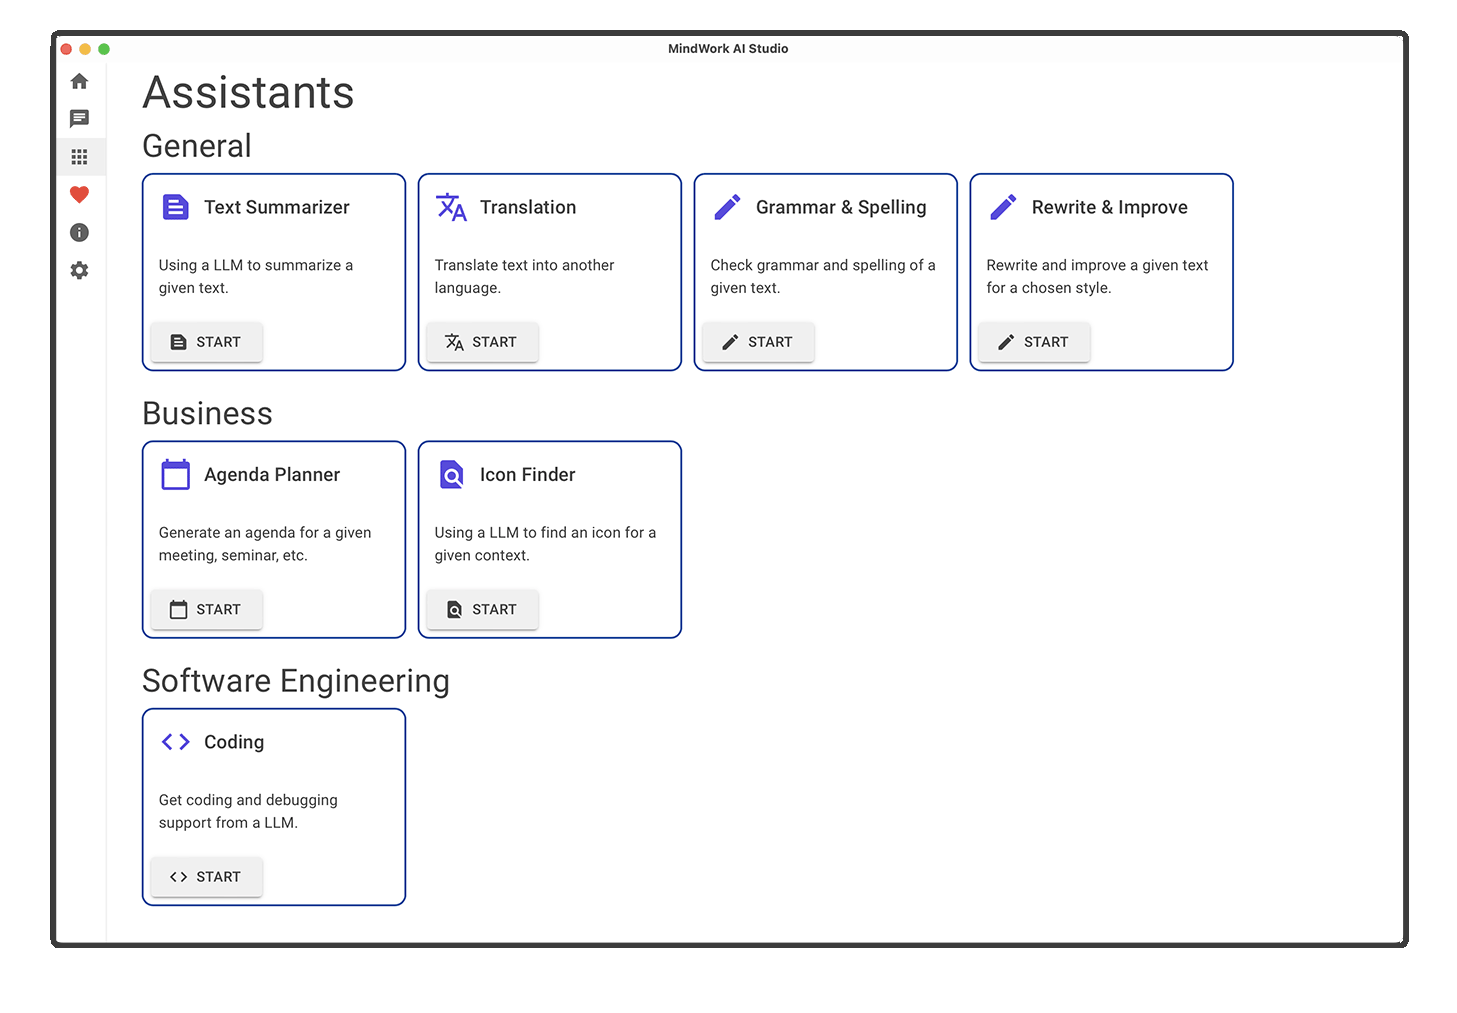 MindWork AI Studio
Assistants
General
Text Summarizer
Using a LLM to summarize a
given text.
START
Translation
Translate text into another
language.
START
Grammar & Spelling
Check grammar and spelling of a
given text.
START
Rewrite & Improve
Rewrite and improve a given text
for a chosen style.
START
Business
Agenda Planner
Generate an agenda for a given
meeting, seminar, etc.
START
Icon Finder
Using a LLM to find an icon for a
given context.
START
Software Engineering
Coding
Get coding and debugging
support from a LLM.
START